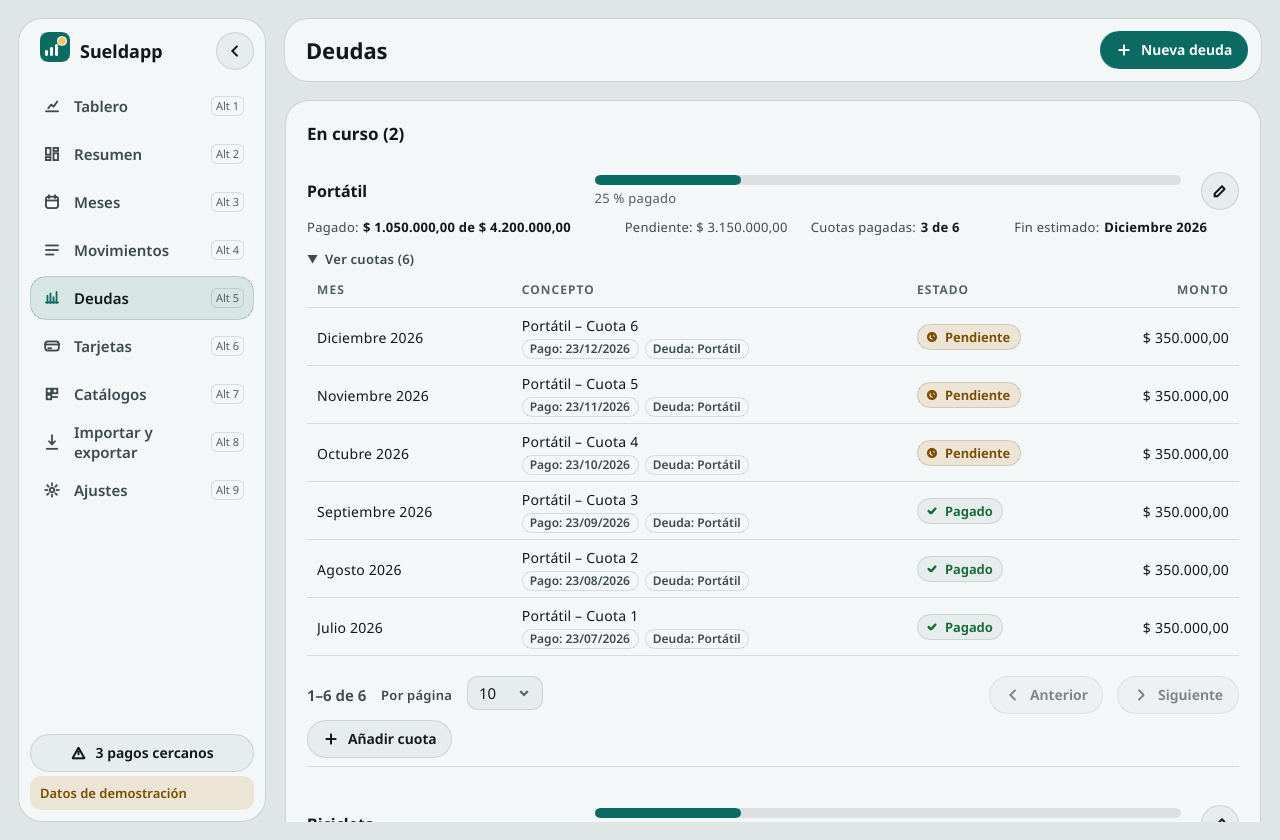 Sueldapp
Tablero Alt 1
Resumen Alt 2
Meses Alt 3
Movimientos Alt 4
Deudas Alt 5
Tarjetas Alt 6
Catálogos Alt 7
Importar y
exportar Alt 8
Ajustes Alt 9
3 pagos cercanos
Datos de demostración
Deudas
Nueva deuda
En curso (2)
Portátil
25 % pagado
Pagado: $ 1.050.000,00 de $ 4.200.000,00 Pendiente: $ 3.150.000,00 Cuotas pagadas: 3 de 6 Fin estimado: Diciembre 2026
Ver cuotas (6)
MES CONCEPTO ESTADO MONTO
Portátil – Cuota 6
Diciembre 2026 Pendiente $ 350.000,00
Pago: 23/12/2026 Deuda: Portátil
Portátil – Cuota 5
Noviembre 2026 Pendiente $ 350.000,00
Pago: 23/11/2026 Deuda: Portátil
Portátil – Cuota 4
Octubre 2026 Pendiente $ 350.000,00
Pago: 23/10/2026 Deuda: Portátil
Portátil – Cuota 3
Septiembre 2026 Pagado $ 350.000,00
Pago: 23/09/2026 Deuda: Portátil
Portátil – Cuota 2
Agosto 2026 Pagado $ 350.000,00
Pago: 23/08/2026 Deuda: Portátil
Portátil – Cuota 1
Julio 2026 Pagado $ 350.000,00
Pago: 23/07/2026 Deuda: Portátil
1–6 de 6 Por página 10 Anterior Siguiente
Añadir cuota